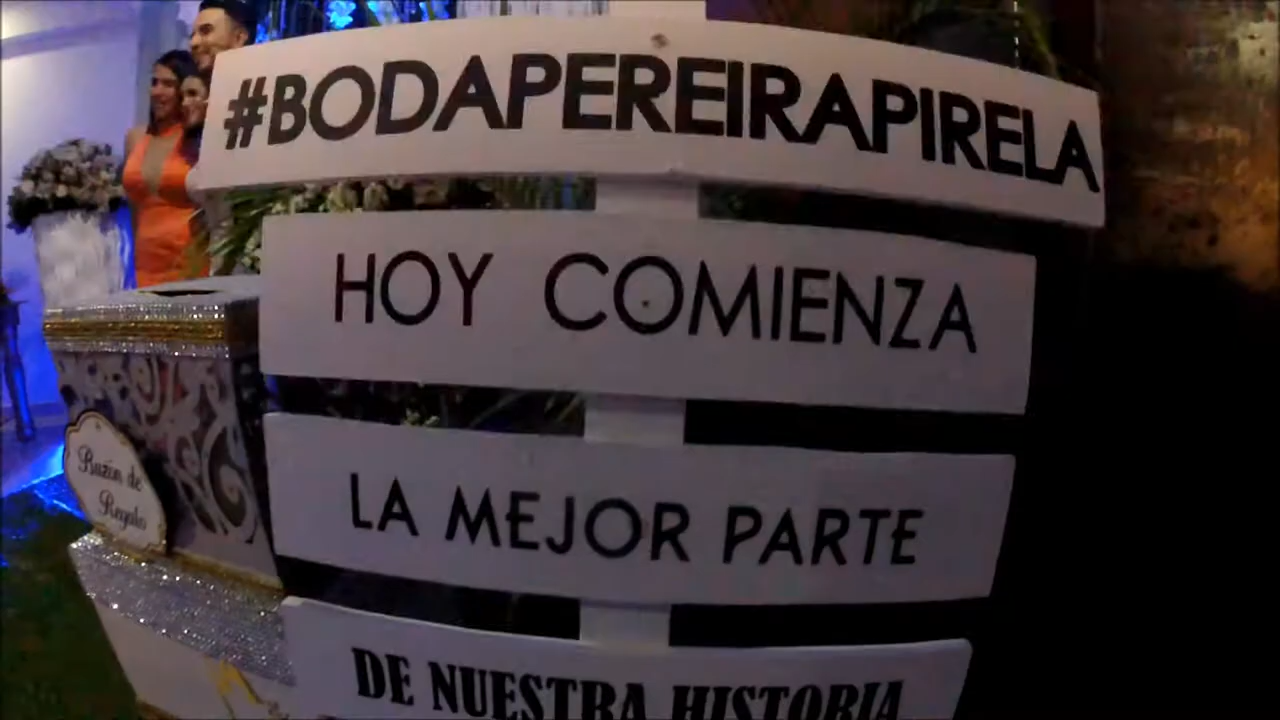 #BODAPEREIRAPIRELA
HOY COMIENZA
LA MEJOR PARTE
DE NUESTRA HISTORIA
Buzón de
Regalo